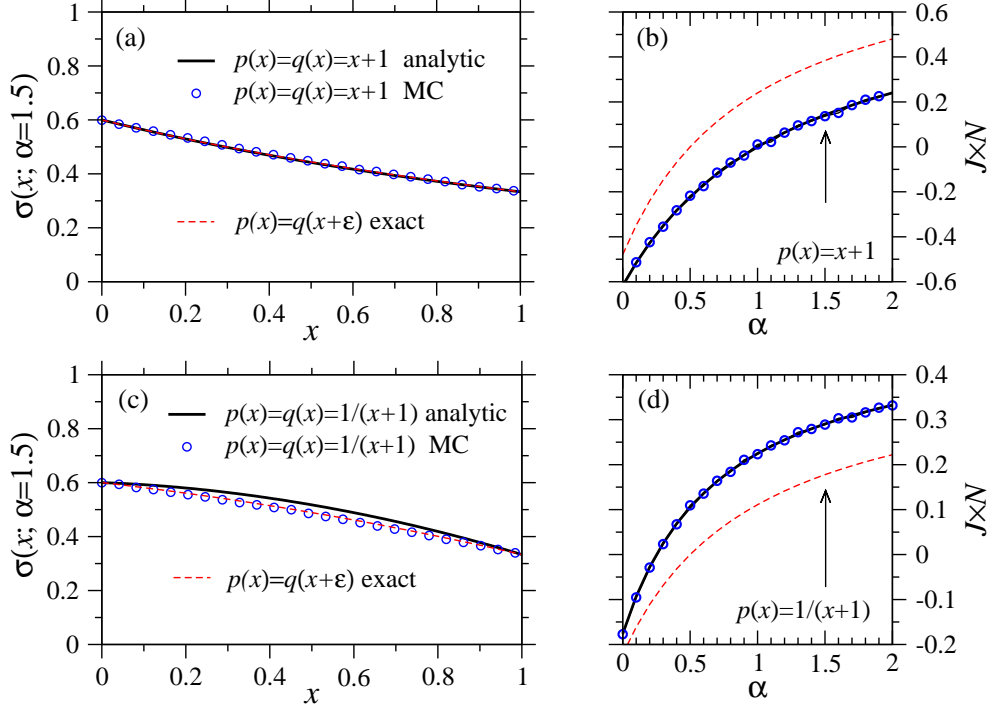 (a)
p(x)=q(x)=x+1 analytic
p(x)=q(x)=x+1 MC
p(x)=q(x+ε) exact
σ(x; α=1.5)
1
0.8
0.6
0.4
0.2
0
0 0.2 0.4 0.6 0.8 1
x
(b)
p(x)=x+1
0.6
0.4
0.2
0
-0.2
-0.4
-0.6
J×N
0 0.5 1 1.5 2
α
(c)
p(x)=q(x)=1/(x+1) analytic
p(x)=q(x)=1/(x+1) MC
p(x)=q(x+ε) exact
σ(x; α=1.5)
1
0.8
0.6
0.4
0.2
0
0 0.2 0.4 0.6 0.8 1
x
(d)
p(x)=1/(x+1)
0.4
0.3
0.2
0.1
0
-0.1
-0.2
J×N
0 0.5 1 1.5 2
α